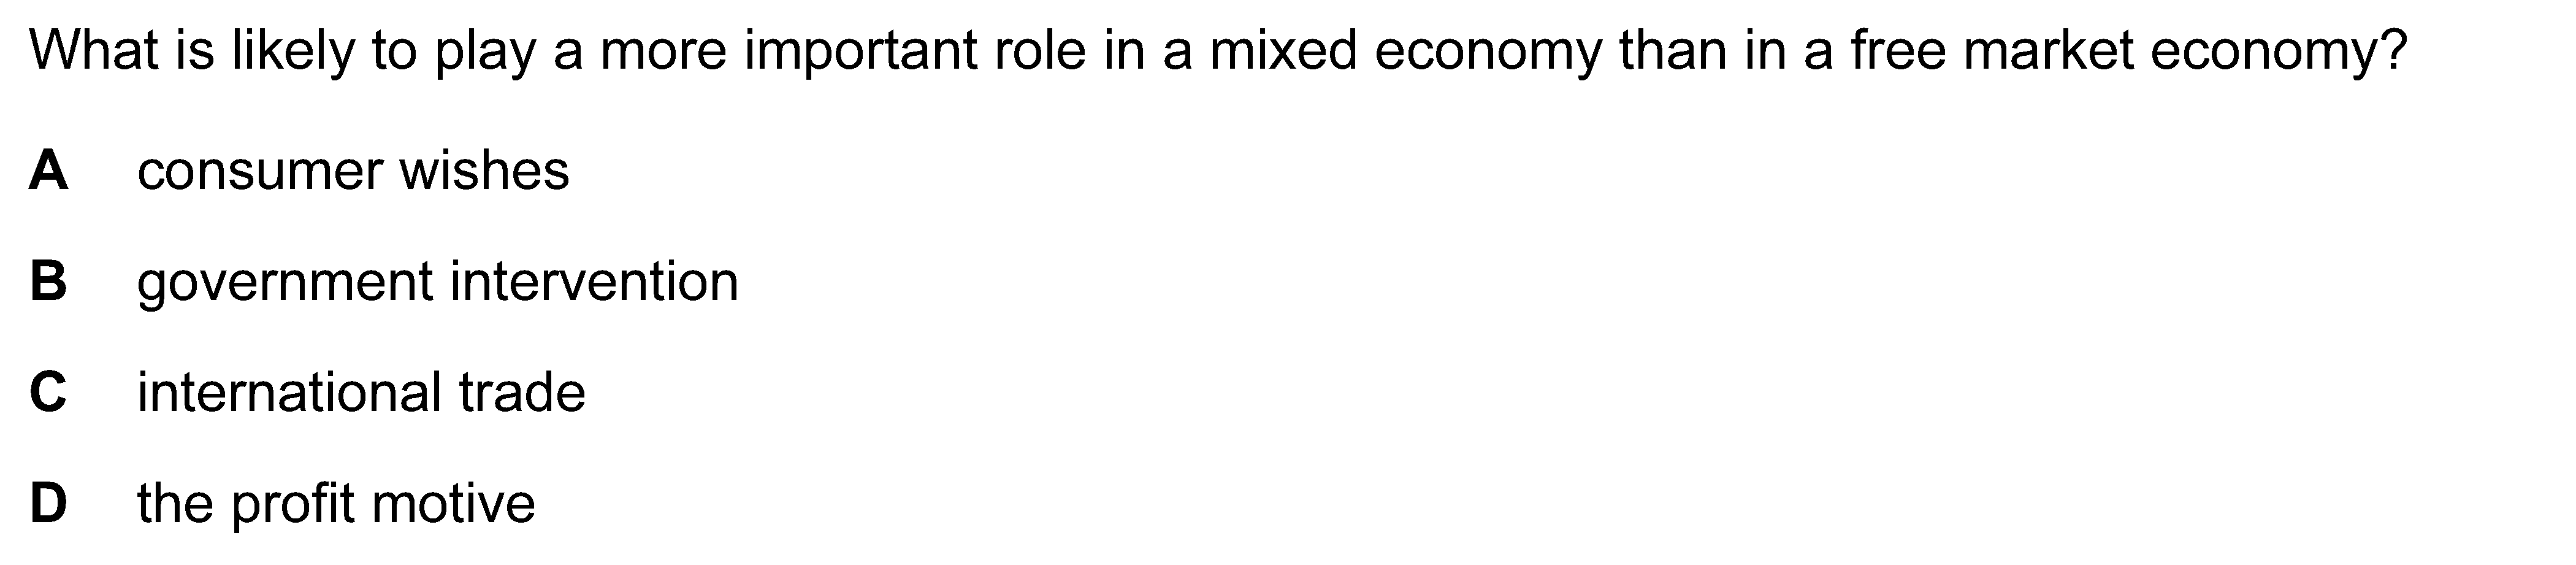 What is likely to play a more important role in a mixed economy than in a free market economy?
A consumer wishes
B government intervention
C international trade
D the profit motive